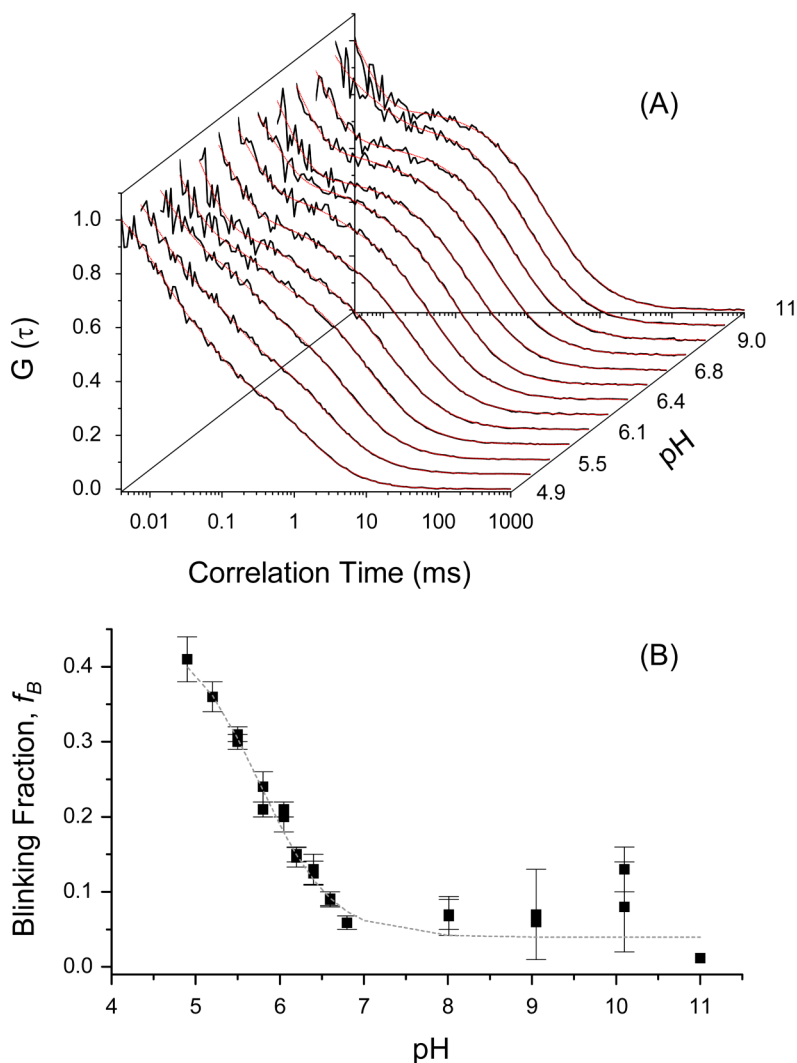 (A)
G (τ)
1.0
0.8
0.6
0.4
0.2
0.0
0.01 0.1 1 10 100 1000
Correlation Time (ms)
4.9
5.5
6.1
6.4
6.8
9.0
11
pH
(B)
Blinking Fraction, f_B
0.4
0.3
0.2
0.1
0.0
4 5 6 7 8 9 10 11
pH